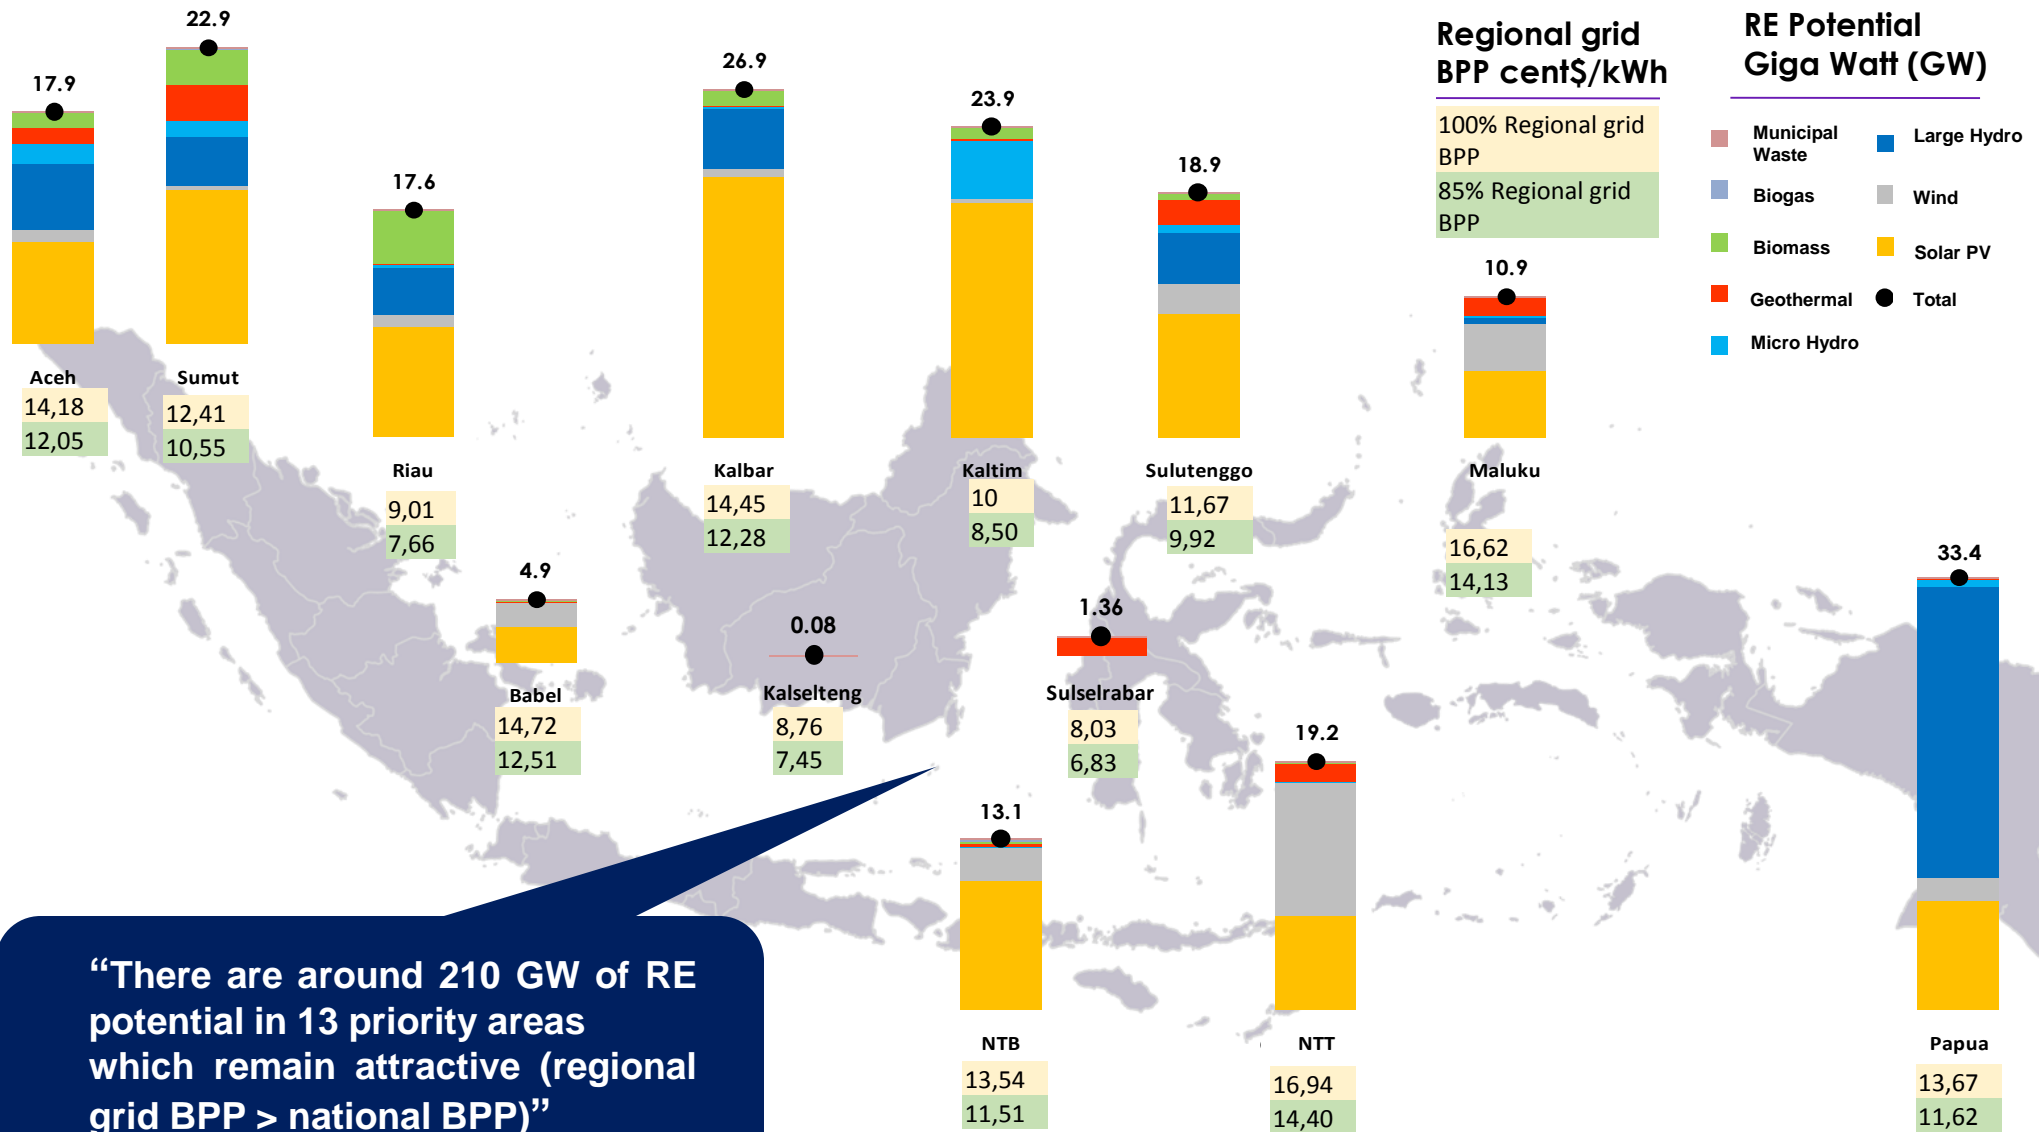 22.9
17.9
26.9
23.9
17.6
18.9
Regional grid
BPP cent$/kWh
100% Regional grid
BPP
85% Regional grid
BPP
RE Potential
Giga Watt (GW)
Municipal
Waste
Large Hydro
Biogas
Wind
Biomass
Solar PV
Geothermal
Total
Micro Hydro
10.9
Aceh
14,18
12,05
Sumut
12,41
10,55
Riau
9,01
7,66
Kalbar
14,45
12,28
Kaltim
10
8,50
Sulutenggo
11,67
9,92
Maluku
16,62
14,13
4.9
Babel
14,72
12,51
0.08
Kalselteng
8,76
7,45
1.36
Sulselrabar
8,03
6,83
33.4
Papua
13,67
11,62
13.1
NTB
13,54
11,51
19.2
NTT
16,94
14,40
“There are around 210 GW of RE
potential in 13 priority areas
which remain attractive (regional
grid BPP > national BPP)”